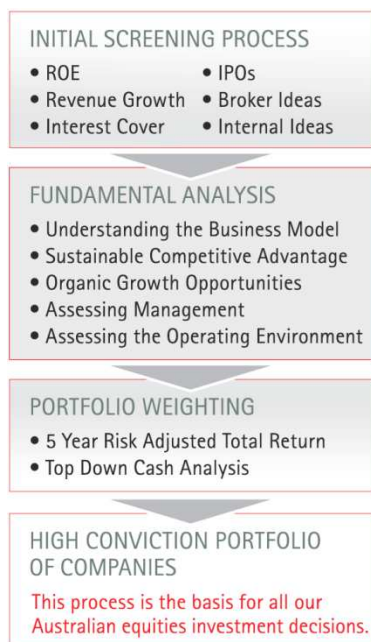 INITIAL SCREENING PROCESS
• ROE
• Revenue Growth
• Interest Cover
• IPOs
• Broker Ideas
• Internal Ideas
FUNDAMENTAL ANALYSIS
• Understanding the Business Model
• Sustainable Competitive Advantage
• Organic Growth Opportunities
• Assessing Management
• Assessing the Operating Environment
PORTFOLIO WEIGHTING
• 5 Year Risk Adjusted Total Return
• Top Down Cash Analysis
HIGH CONVICTION PORTFOLIO
OF COMPANIES
This process is the basis for all our
Australian equities investment decisions.